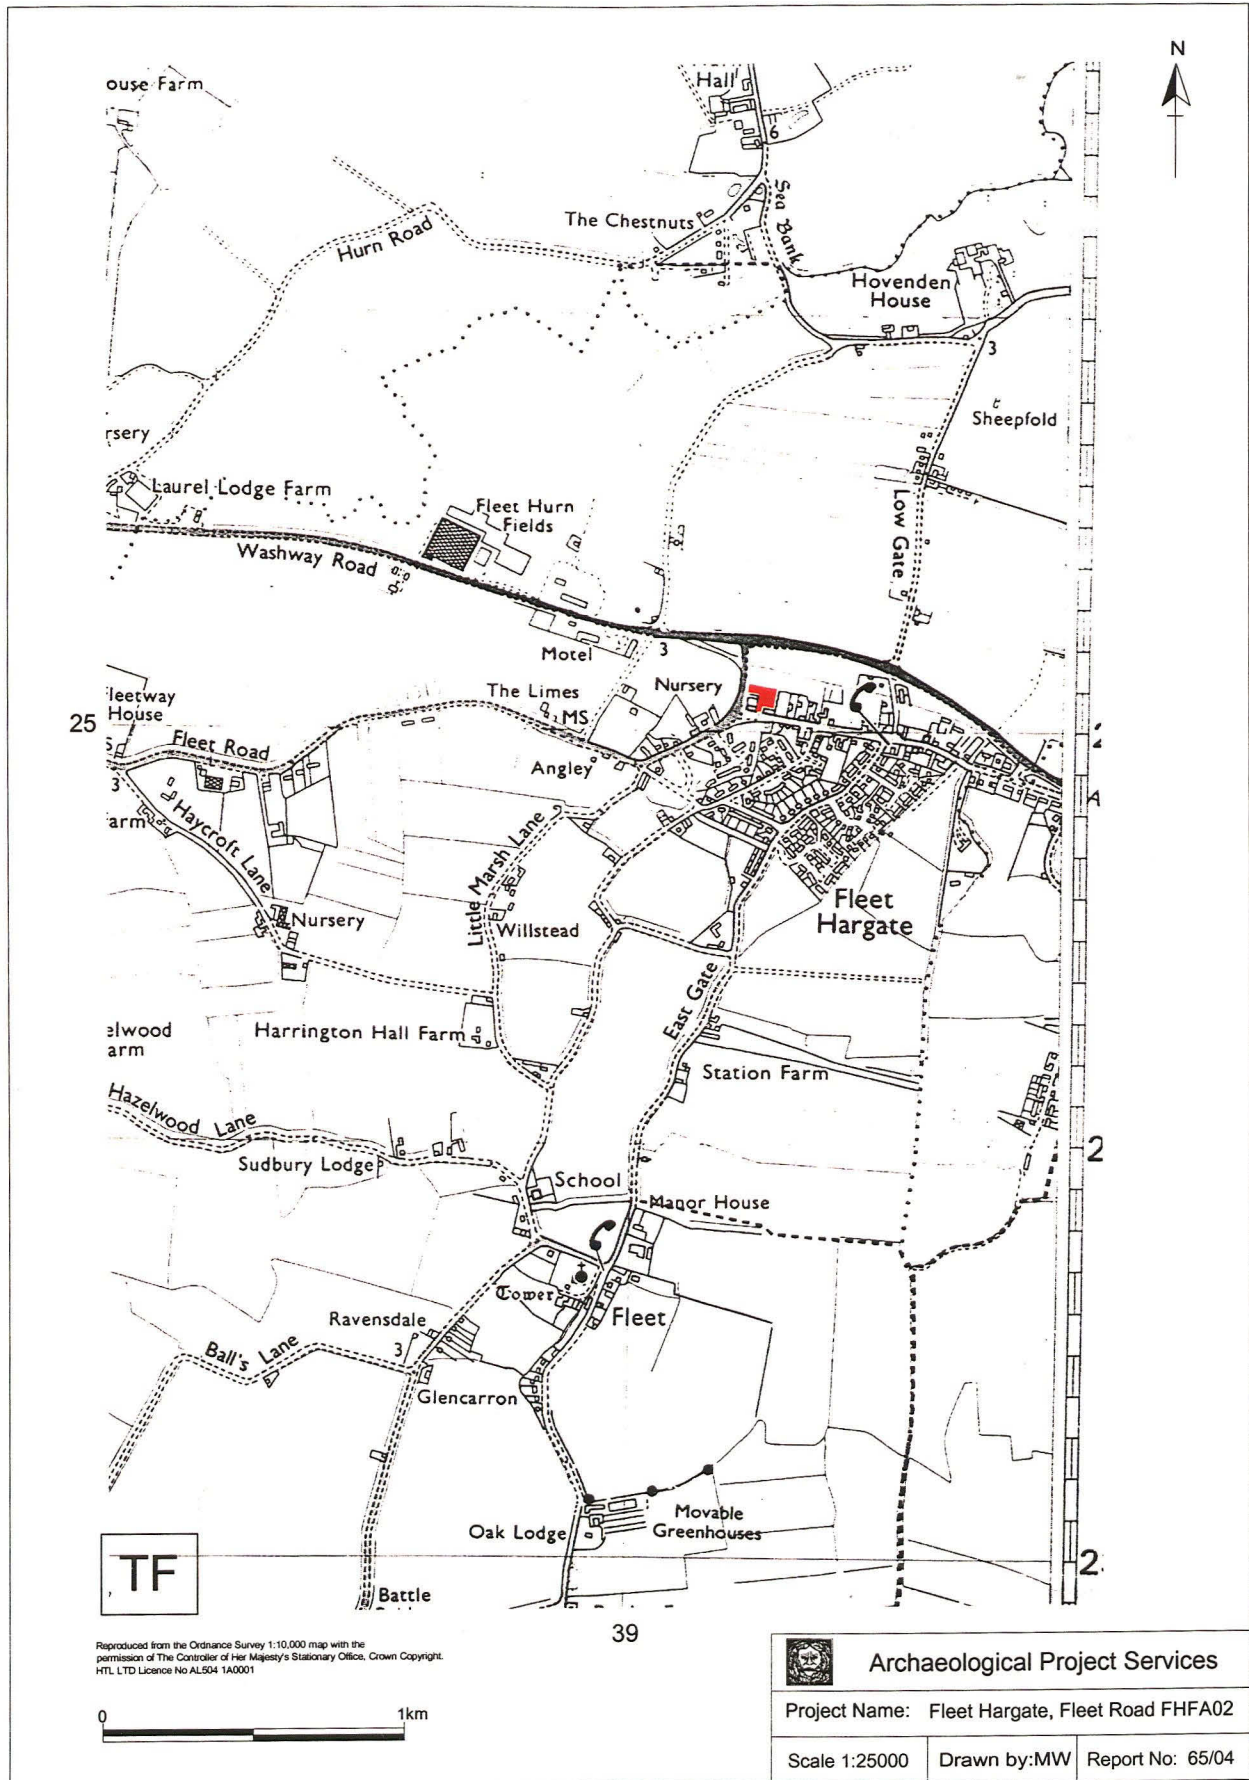 N
ouse Farm
Hall
6
Sea Bank
The Chestnuts
Hurn Road
Hovenden
House
3
Sheepfold
rsery
Laurel Lodge Farm
Fleet Hurn
Fields
Low Gate
Washway Road
Motel
3
Nursery
The Limes
MS
leetway
House
25
Fleet Road
Angley
3
arm
Haycroft Lane
Little Marsh Lane
Nursery
Willstead
Fleet
Hargate
East Gate
elwood
arm
Harrington Hall Farm
Station Farm
Hazelwood Lane
2
Sudbury Lodge
School
Manor House
Tower
Ravensdale
Fleet
3
Ball's Lane
Glencarron
Movable
Greenhouses
Oak Lodge
2
TF
Battle
39
Reproduced from the Ordnance Survey 1:10,000 map with the
permission of The Controller of Her Majesty's Stationary Office, Crown Copyright.
HTL LTD Licence No AL504 1A0001
0 1km
Archaeological Project Services
Project Name: Fleet Hargate, Fleet Road FHFA02
Scale 1:25000 Drawn by:MW Report No: 65/04